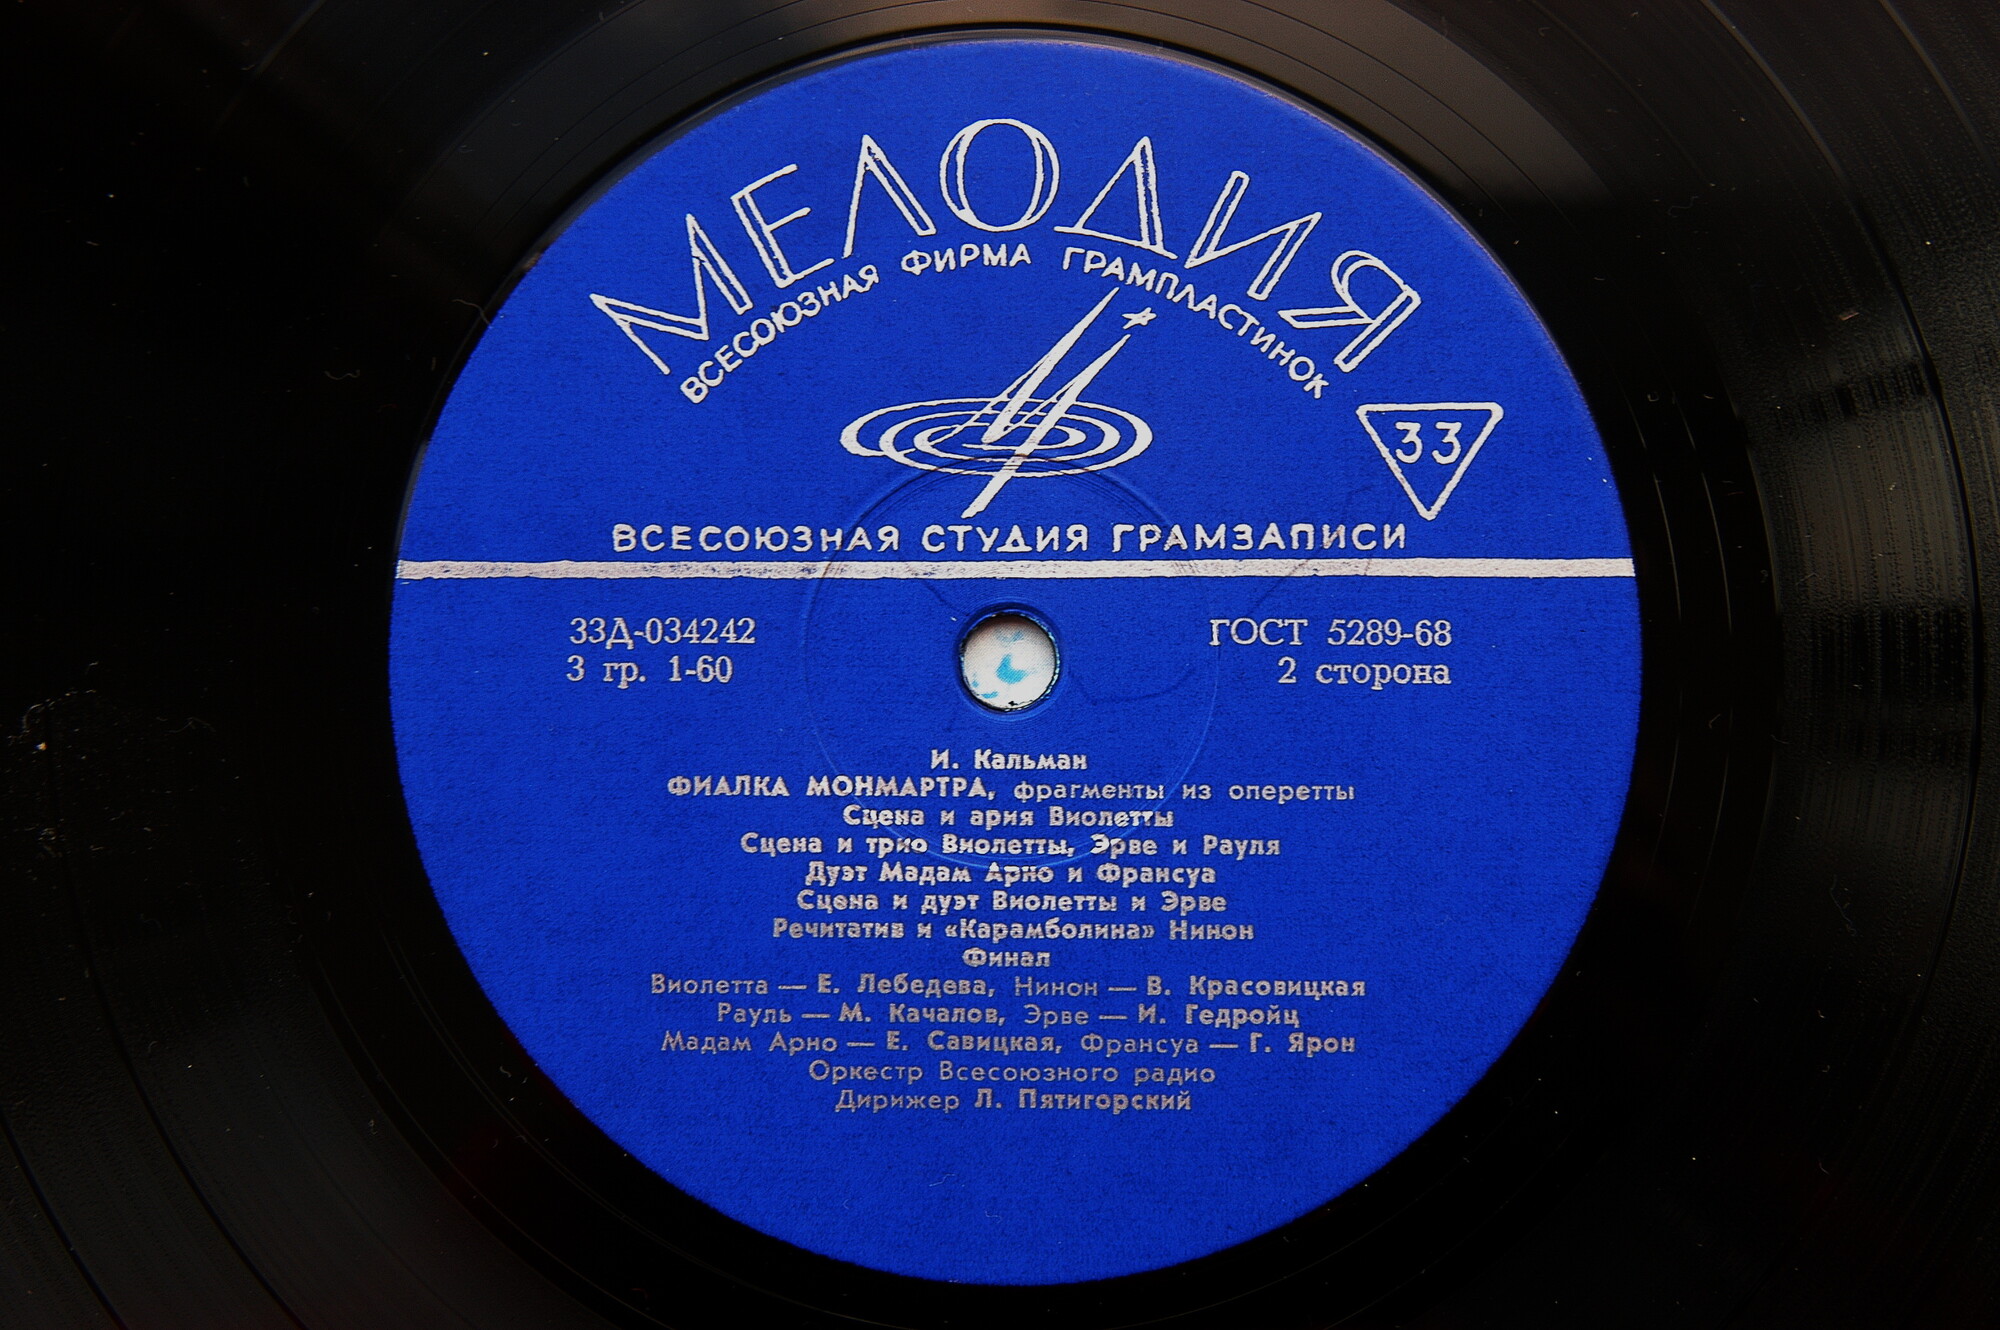 МЕЛОДИЯ
ВСЕСОЮЗНАЯ ФИРМА ГРАМПЛАСТИНОК
33
ВСЕСОЮЗНАЯ СТУДИЯ ГРАМЗАПИСИ
33Д-034242
ГОСТ 5289-68
3 гр. 1-60
2 сторона
И. Кальман
ФИАЛКА МОНМАРТРА, фрагменты из оперетты
Сцена и ария Виолетты
Сцена и трио Виолетты, Эрве и Рауля
Дуэт Мадам Арно и Франсуа
Сцена и дуэт Виолетты и Эрве
Речитатив и «Карамболина» Нинон
Финал
Виолетта — Е. Лебедева, Нинон — В. Красовицкая
Рауль — М. Качалов, Эрве — И. Гедройц
Мадам Арно — Е. Савицкая, Франсуа — Г. Ярон
Оркестр Всесоюзного радио
Дирижер Л. Пятигорский